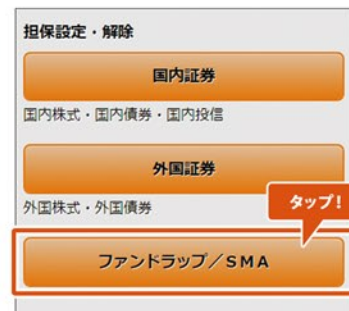 担保設定・解除
国内証券
国内株式・国内債券・国内投信
外国証券
外国株式・外国債券
タップ!
ファンドラップ/SMA